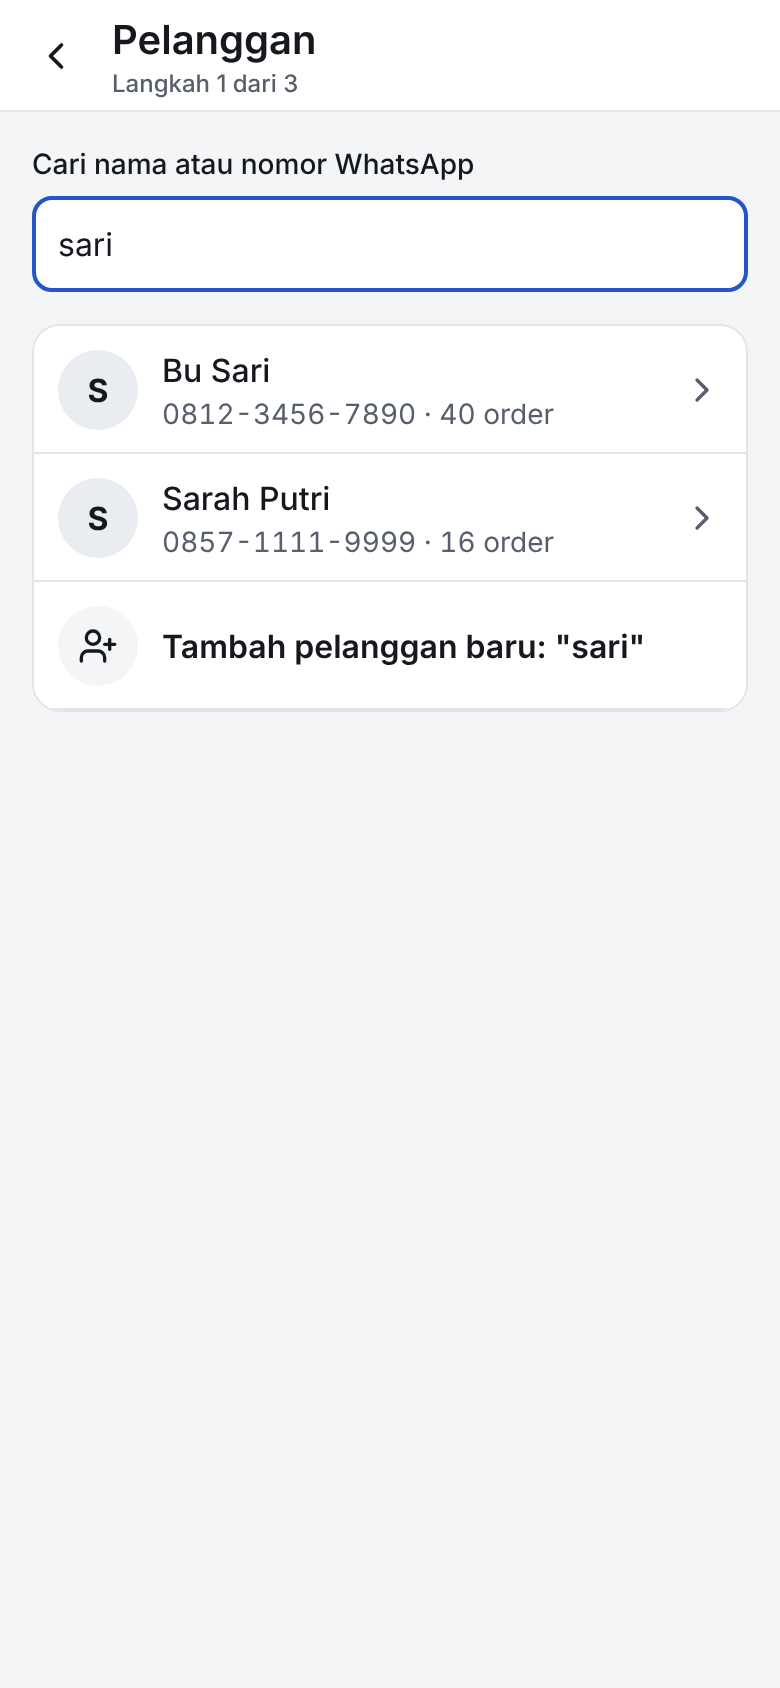 Pelanggan
Langkah 1 dari 3
Cari nama atau nomor WhatsApp
sari
S
Bu Sari
0812-3456-7890 · 40 order
S
Sarah Putri
0857-1111-9999 · 16 order
Tambah pelanggan baru: "sari"